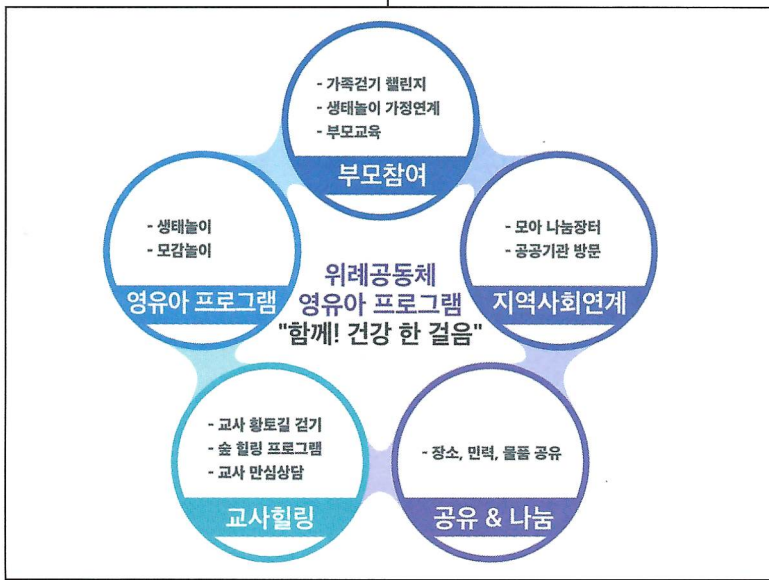 - 가족걷기 챌린지
- 생태놀이 가정연계
- 부모교육
부모참여
- 생태놀이
- 모감놀이
영유아 프로그램
- 모아 나눔장터
- 공공기관 방문
지역사회연계
위례공동체
영유아 프로그램
"함께! 건강 한 걸음"
- 교사 황토길 걷기
- 숲 힐링 프로그램
- 교사 안심상담
교사힐링
- 장소, 인력, 물품 공유
공유 & 나눔